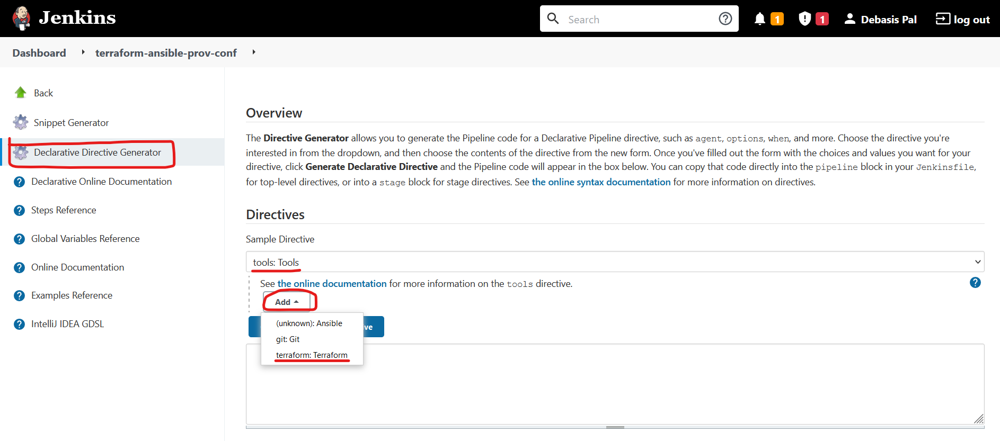 Jenkins
Search
1
1
Debasis Pal
log out
Dashboard
terraform-ansible-prov-conf
Back
Snippet Generator
Declarative Directive Generator
Declarative Online Documentation
Steps Reference
Global Variables Reference
Online Documentation
Examples Reference
IntelliJ IDEA GDSL
Overview
The Directive Generator allows you to generate the Pipeline code for a Declarative Pipeline directive, such as agent, options, when, and more. Choose the directive you're
interested in from the dropdown, and then choose the contents of the directive from the new form. Once you've filled out the form with the choices and values you want for your
directive, click Generate Declarative Directive and the Pipeline code will appear in the box below. You can copy that code directly into the pipeline block in your Jenkinsfile,
for top-level directives, or into a stage block for stage directives. See the online syntax documentation for more information on directives.
Directives
Sample Directive
tools: Tools
See the online documentation for more information on the tools directive.
Add
(unknown): Ansible
git: Git
terraform: Terraform